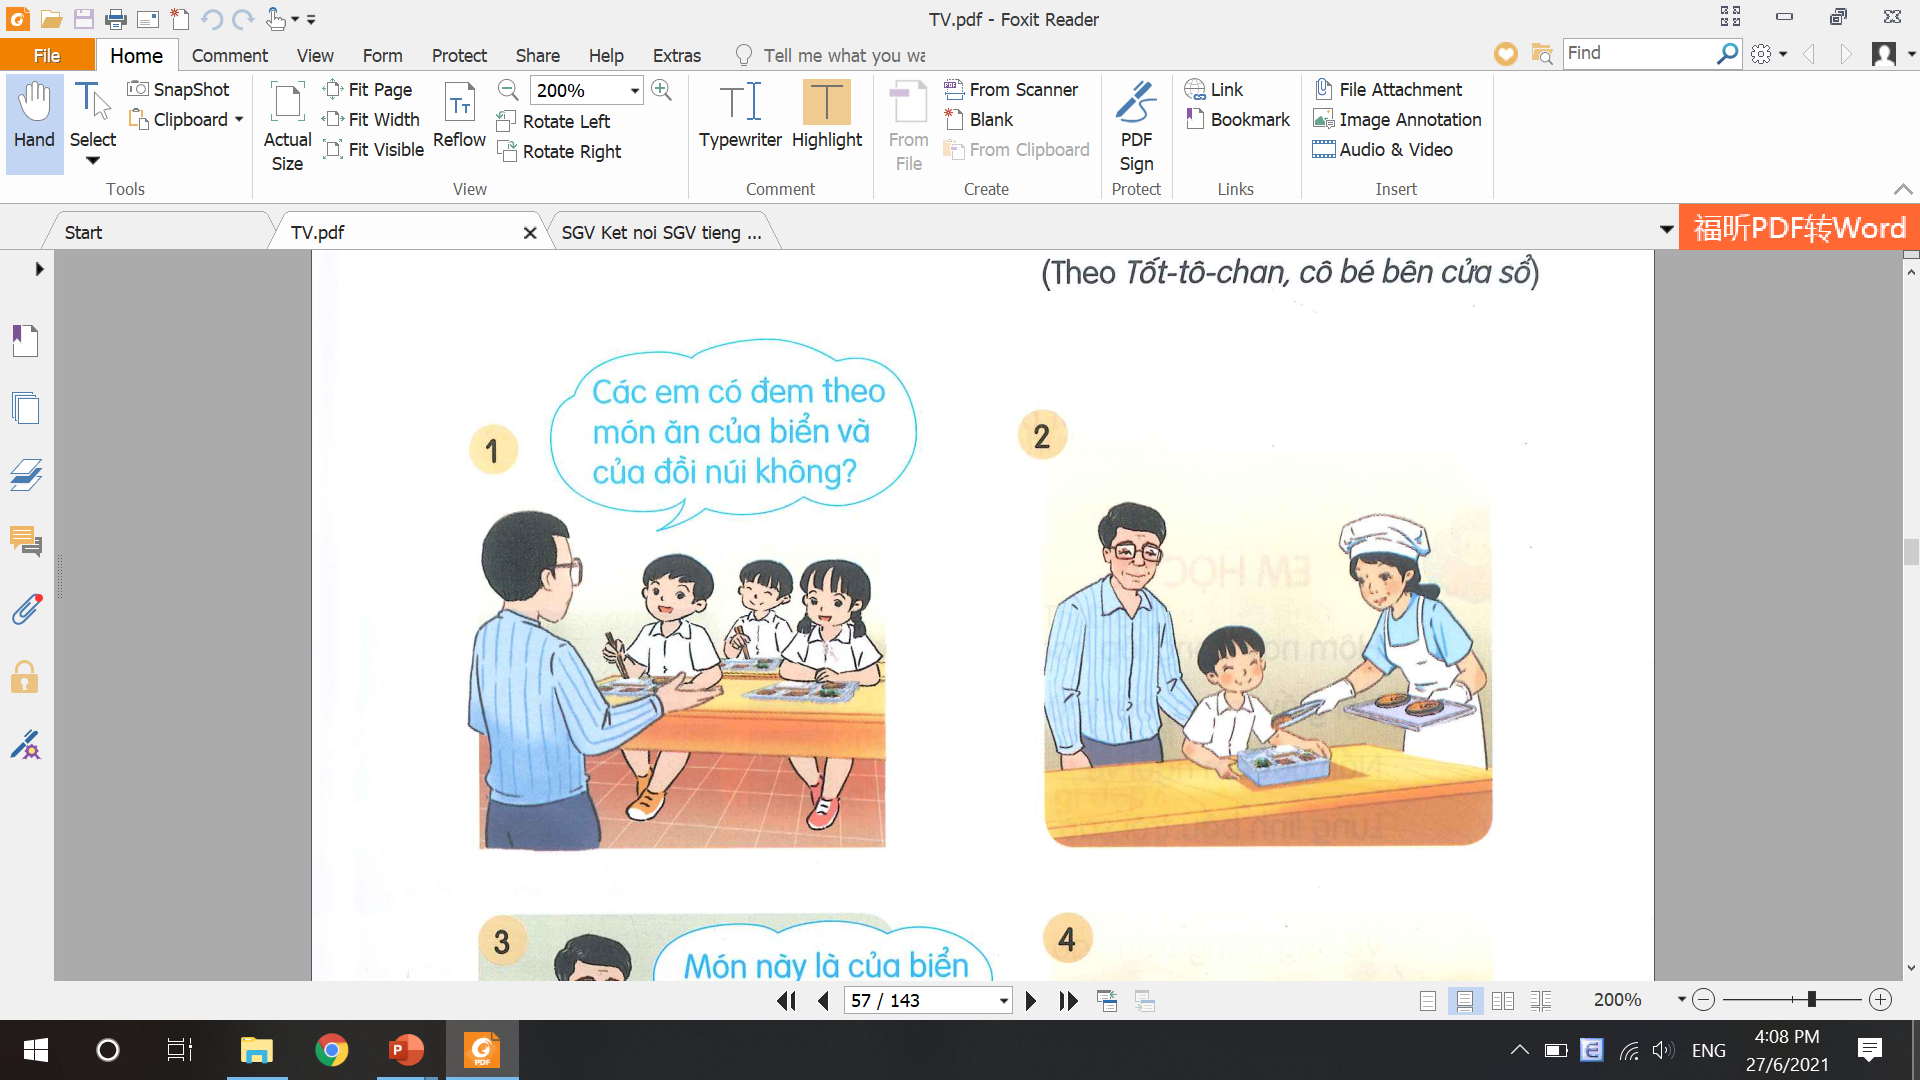 TV.pdf - Foxit Reader
File Home Comment View Form Protect Share Help Extras Tell me what you wa Find
Hand
Select
SnapShot
Clipboard
Tools
Actual Size
Fit Page
Fit Width
Fit Visible
Reflow
200%
Rotate Left
Rotate Right
View
Typewriter
Highlight
Comment
From File
From Scanner
Blank
From Clipboard
Create
PDF Sign
Protect
Link
Bookmark
Links
File Attachment
Image Annotation
Audio & Video
Insert
Start TV.pdf SGV Ket noi SGV tieng ... 福昕PDF转Word
(Theo Tốt-tô-chan, cô bé bên cửa sổ)
1
Các em có đem theo
món ăn của biển và
của đồi núi không?
2
3
Món này là của biển
4
57 / 143
200%
ENG
4:08 PM
27/6/2021